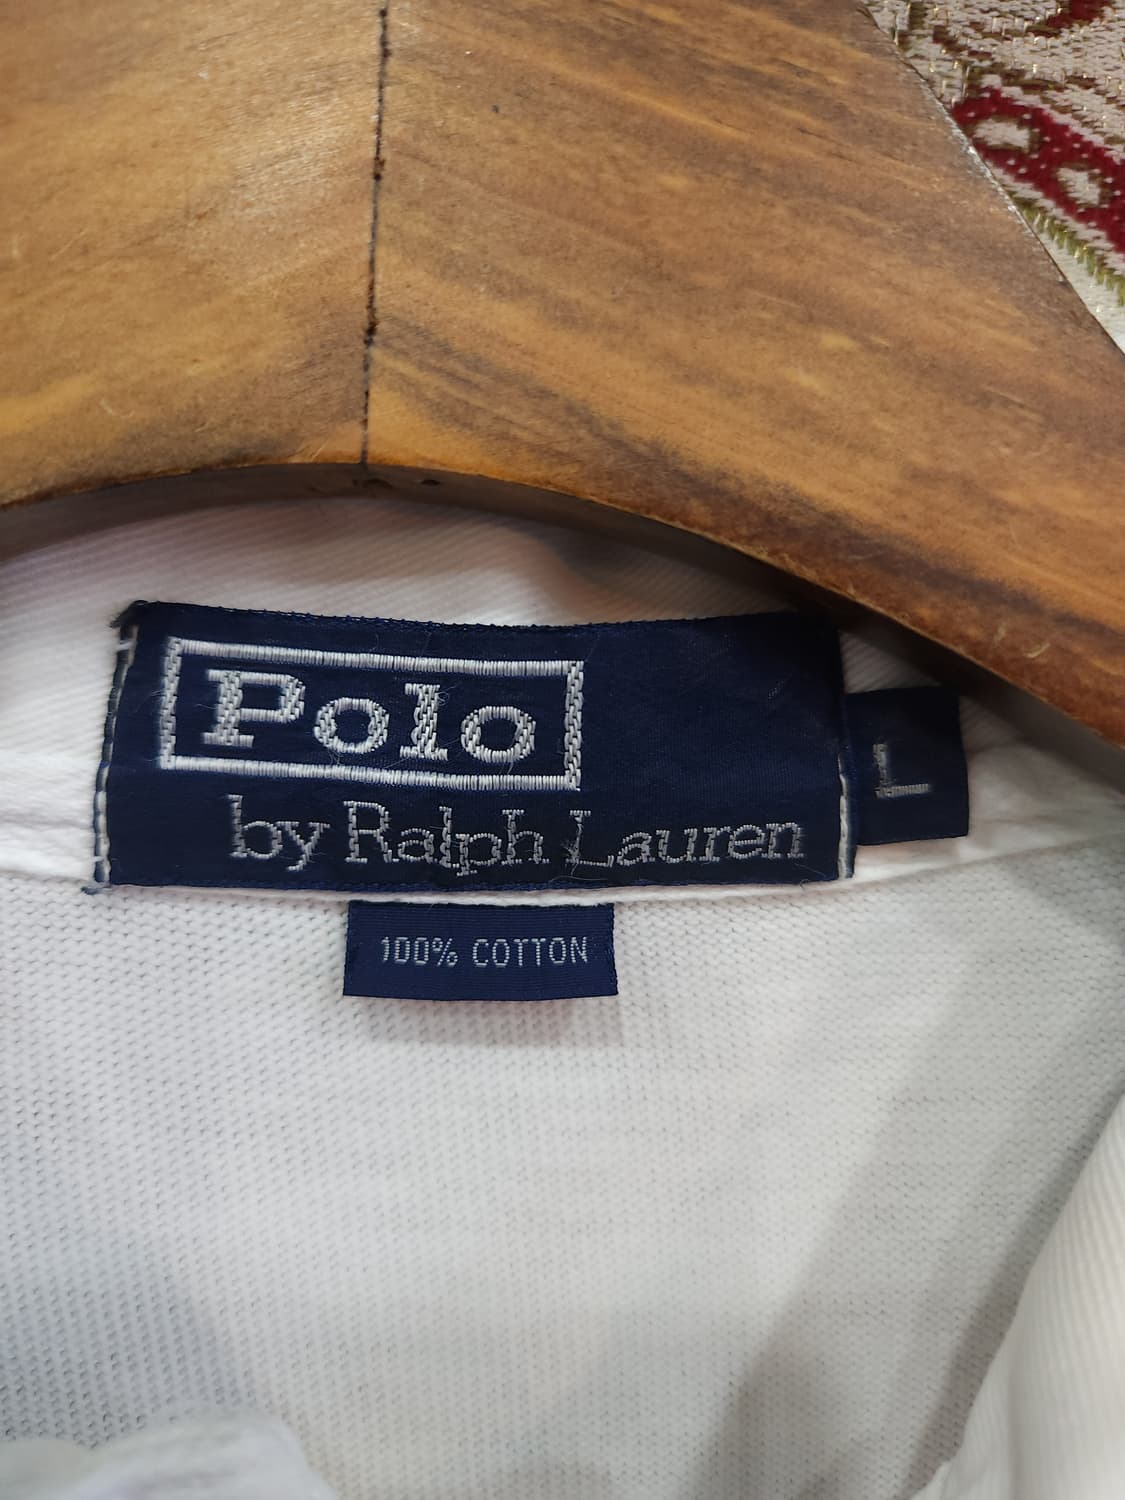 Polo
by Ralph Lauren
L
100% COTTON